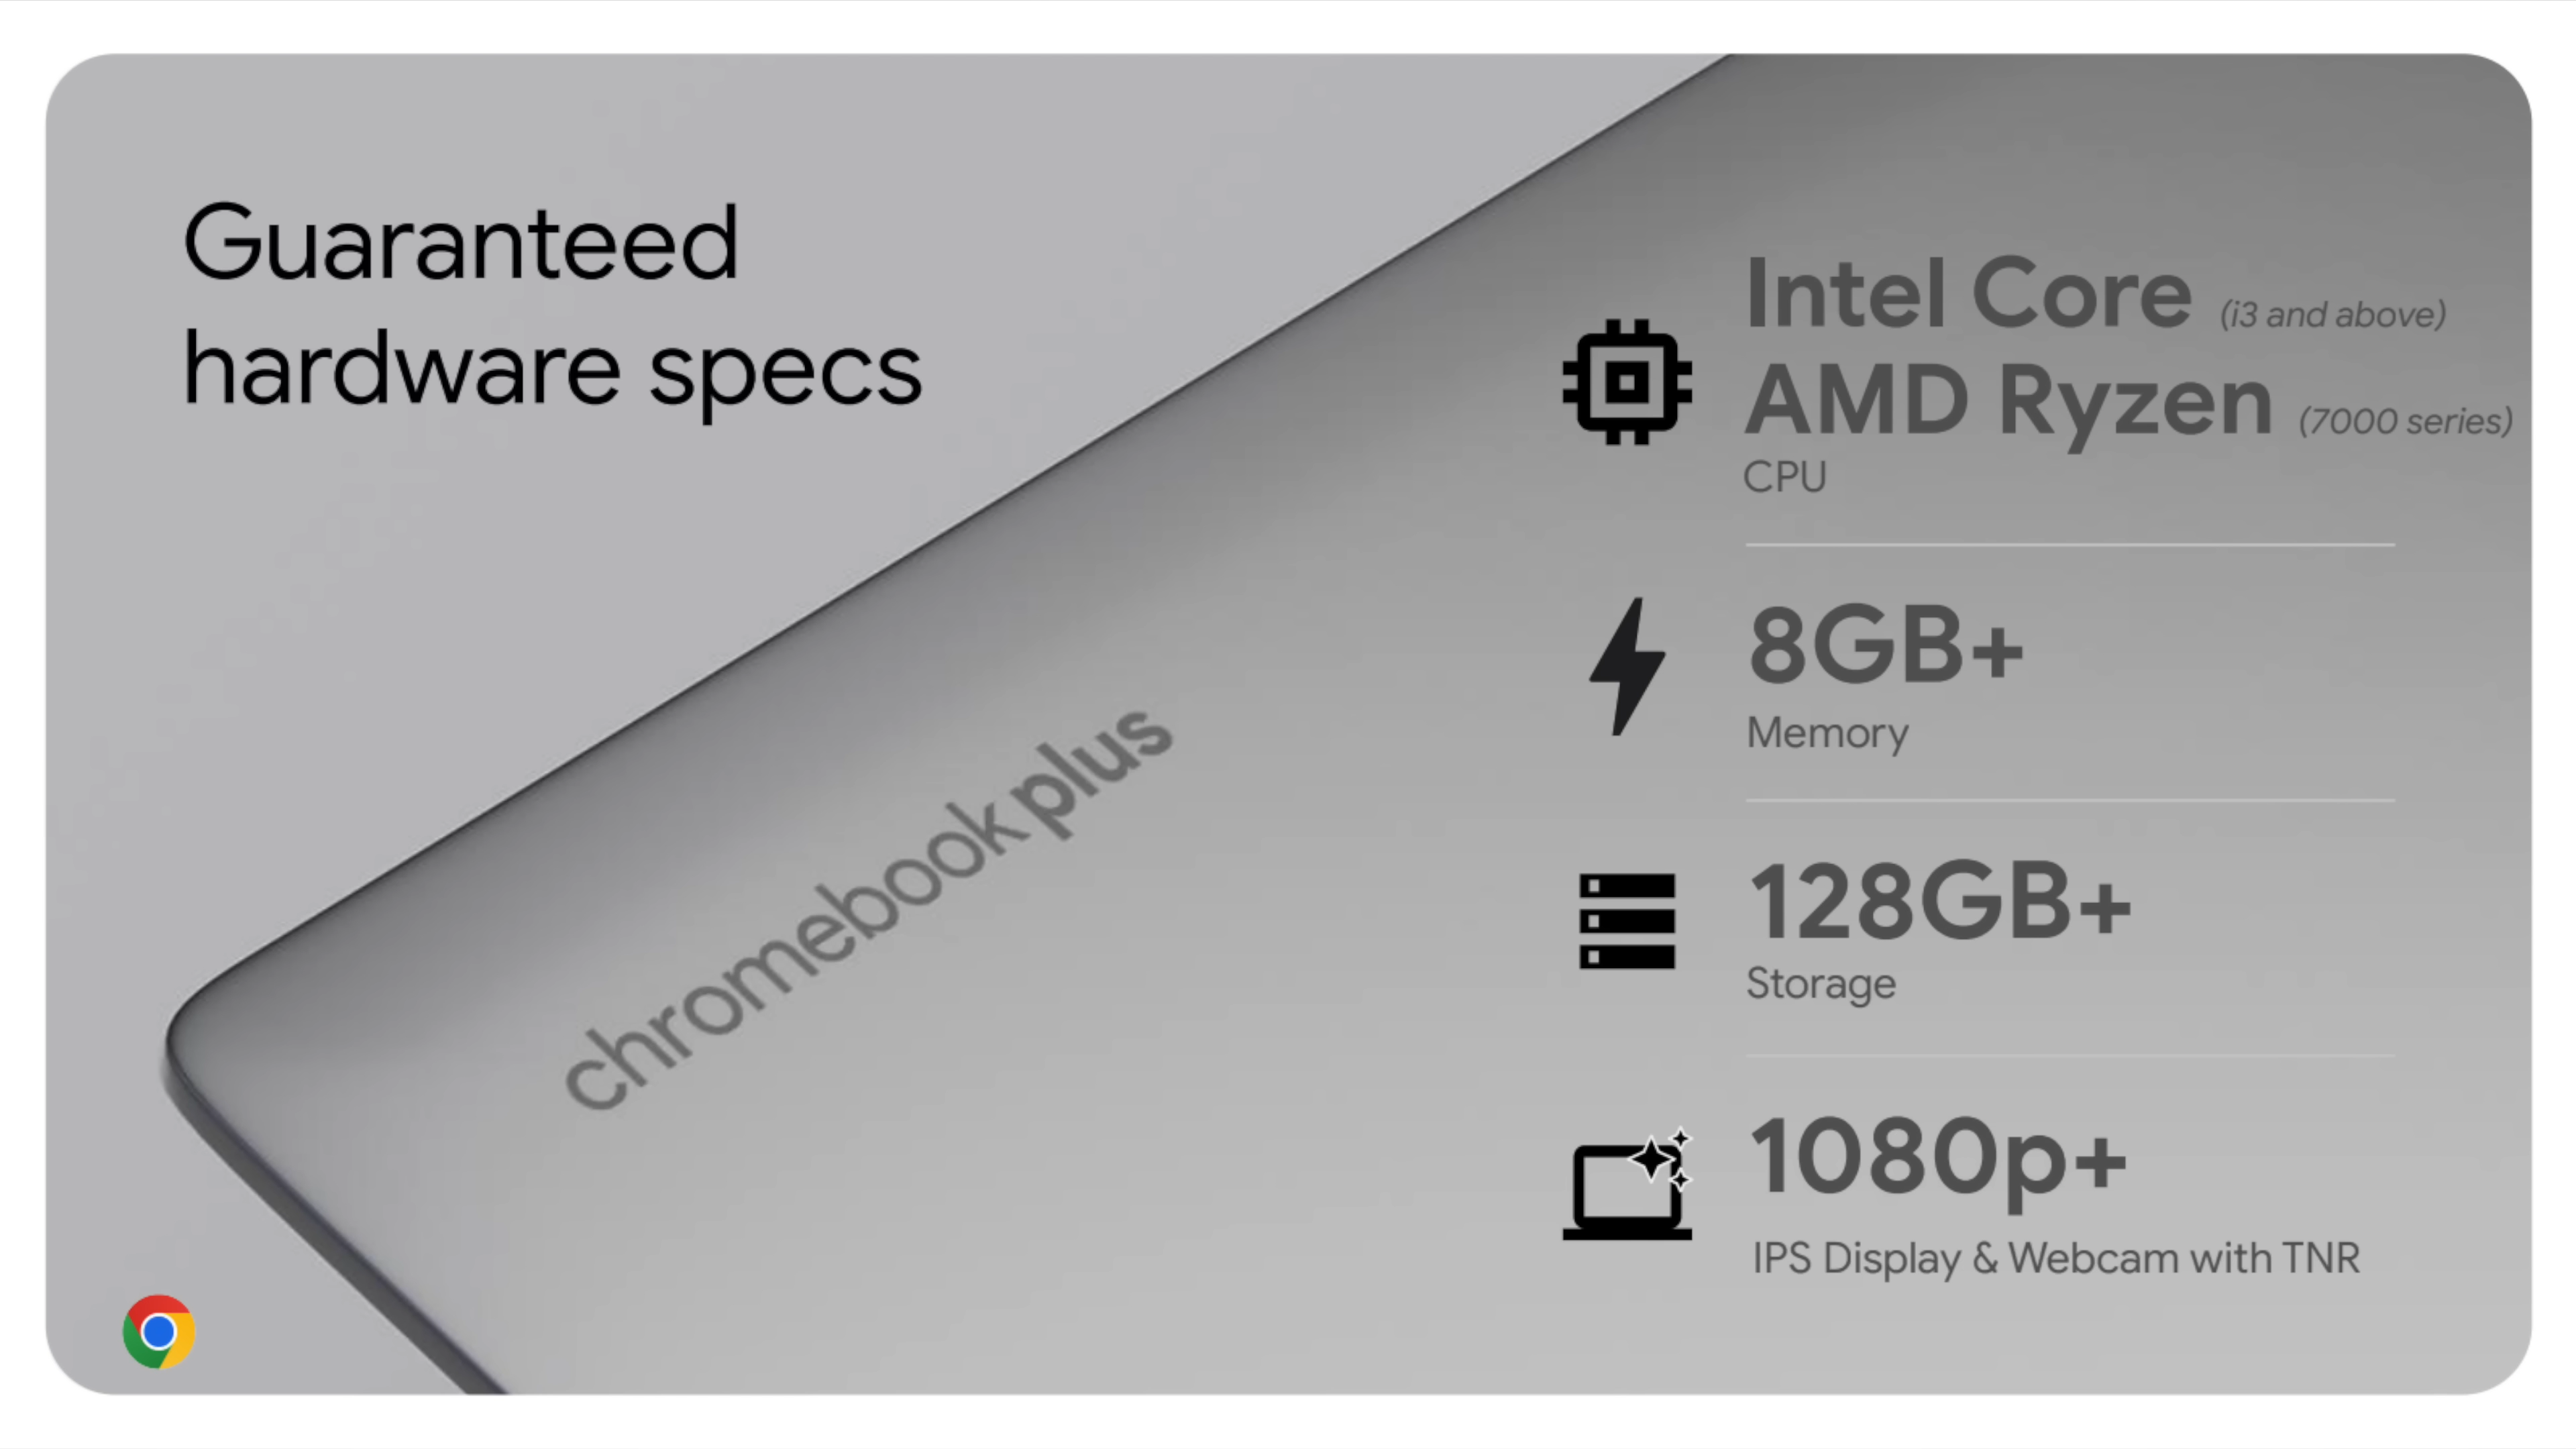 Guaranteed
hardware specs
chromebook plus
Intel Core (i3 and above)
AMD Ryzen (7000 series)
CPU
8GB+
Memory
128GB+
Storage
1080p+
IPS Display & Webcam with TNR